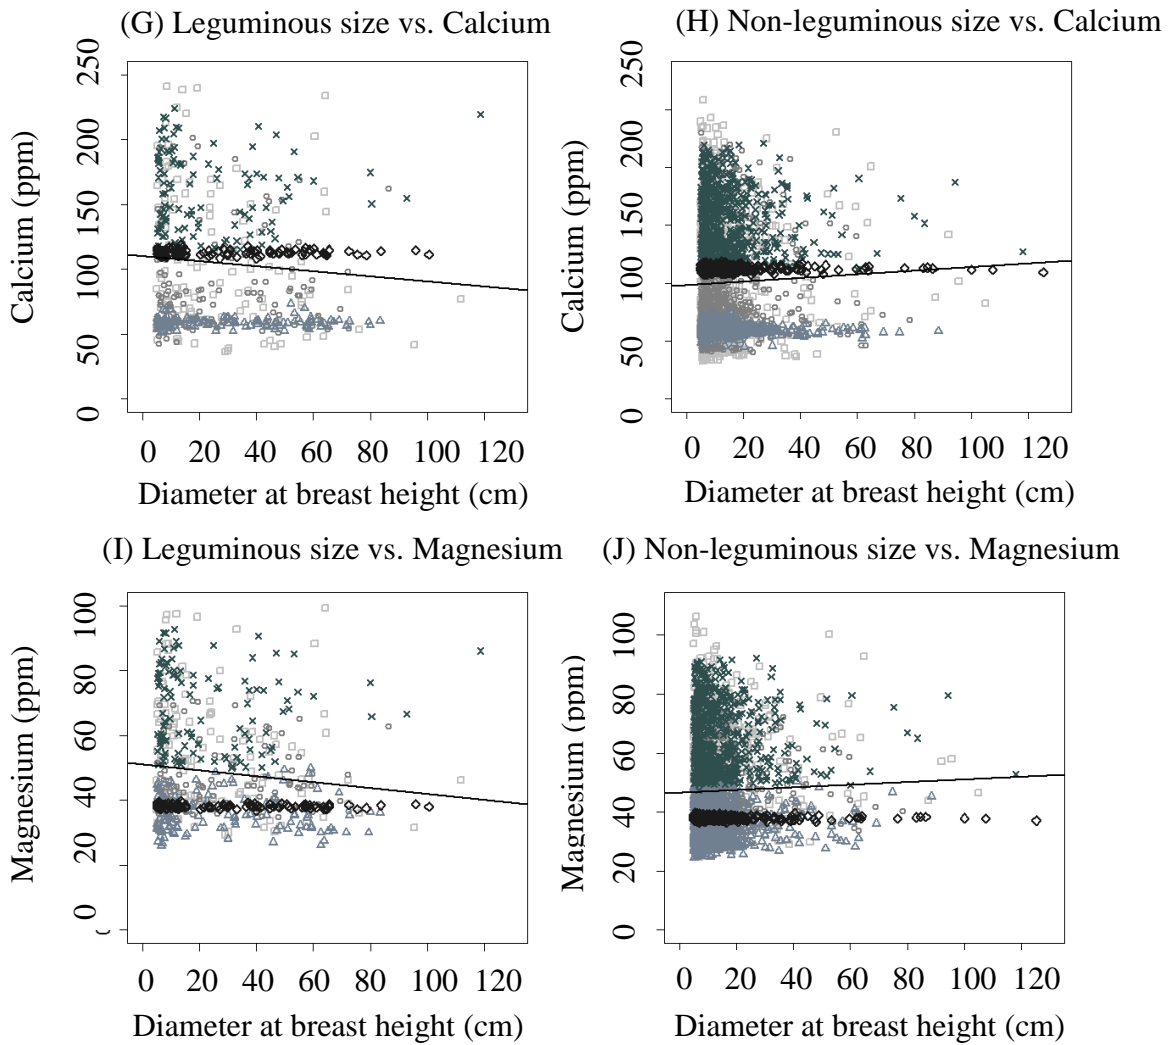 (G) Leguminous size vs. Calcium
(H) Non-leguminous size vs. Calcium
Calcium (ppm)
250
200
150
100
50
0
0 20 40 60 80 100 120
Diameter at breast height (cm)
Calcium (ppm)
250
200
150
100
50
0
0 20 40 60 80 100 120
Diameter at breast height (cm)
(I) Leguminous size vs. Magnesium
(J) Non-leguminous size vs. Magnesium
Magnesium (ppm)
100
80
60
40
20
0
0 20 40 60 80 100 120
Diameter at breast height (cm)
Magnesium (ppm)
100
80
60
40
20
0
0 20 40 60 80 100 120
Diameter at breast height (cm)